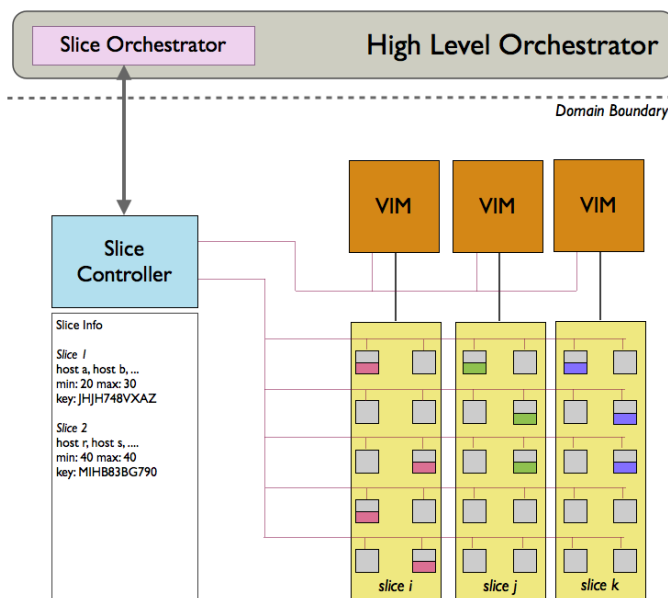 Slice Orchestrator
High Level Orchestrator
Domain Boundary
VIM
VIM
VIM
Slice
Controller
Slice Info
Slice 1
host a, host b, ...
min: 20 max: 30
key: JHJH748VXAZ
Slice 2
host r, host s, ....
min: 40 max: 40
key: MIHB83BG790
slice i
slice j
slice k